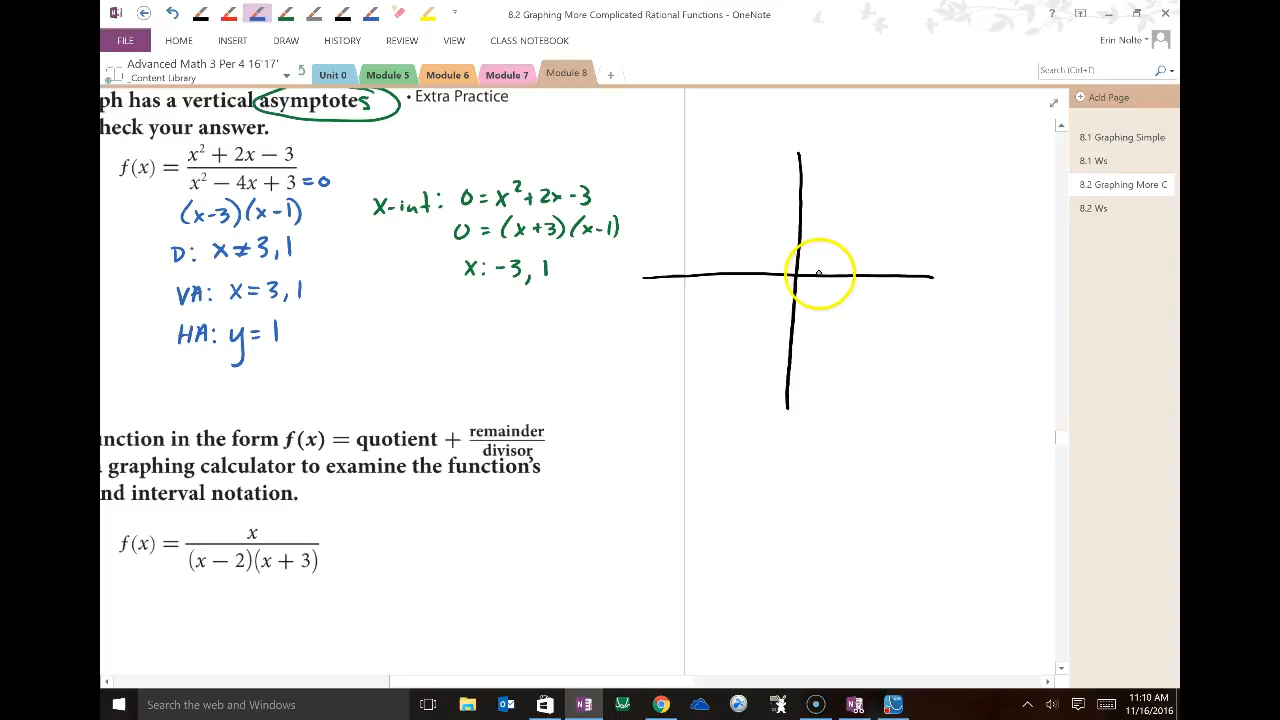 8.2 Graphing More Complicated Rational Functions - OneNote
FILE HOME INSERT DRAW HISTORY REVIEW VIEW CLASS NOTEBOOK
Erin Nolte
Advanced Math 3 Per 4 16'17'
_Content Library
Unit 0 Module 5 Module 6 Module 7 Module 8 +
Search (Ctrl+E)
Add Page
8.1 Graphing Simple
8.1 Ws
8.2 Graphing More C
8.2 Ws
ph has a vertical asymptotes
• Extra Practice
heck your answer.
f(x) = (x² + 2x − 3)/(x² − 4x + 3) = 0
(x-3)(x-1)
D: x ≠ 3, 1
VA: x = 3, 1
HA: y = 1
x-int: 0 = x² + 2x - 3
0 = (x+3)(x-1)
x: -3, 1
unction in the form f(x) = quotient + remainder/divisor
a graphing calculator to examine the function's
nd interval notation.
f(x) = x/((x − 2)(x + 3))
Search the web and Windows
11:10 AM
11/16/2016